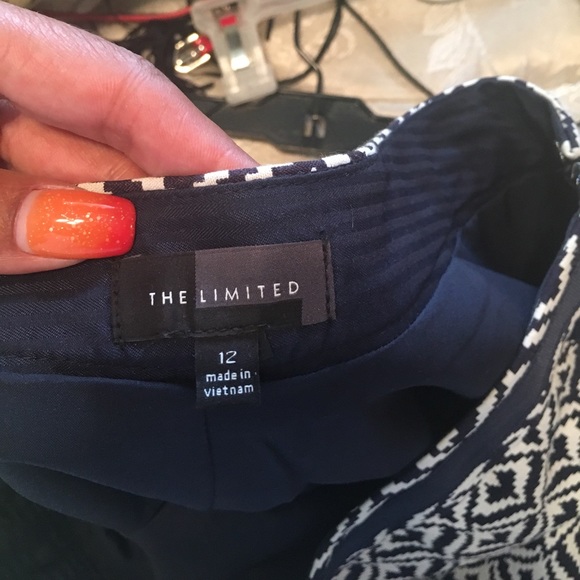 THE LIMITED
12
made in
Vietnam